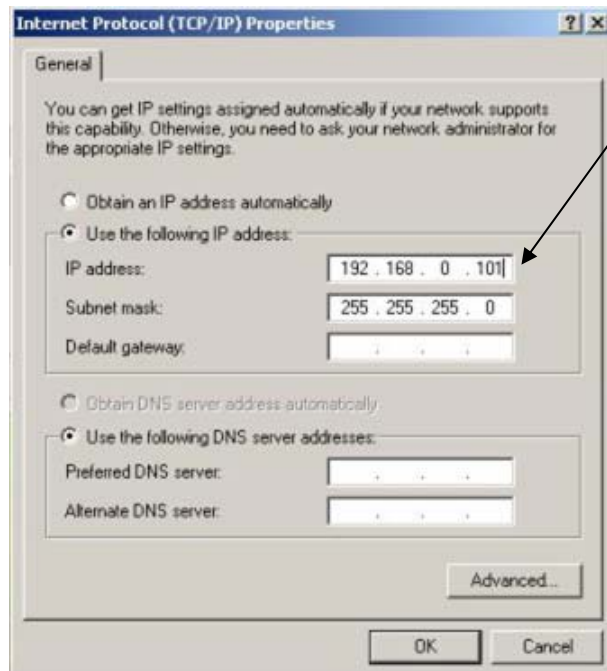 Internet Protocol (TCP/IP) Properties
General
You can get IP settings assigned automatically if your network supports
this capability. Otherwise, you need to ask your network administrator for
the appropriate IP settings.
Obtain an IP address automatically
Use the following IP address:
IP address: 192 . 168 . 0 . 101
Subnet mask: 255 . 255 . 255 . 0
Default gateway: . . .
Obtain DNS server address automatically
Use the following DNS server addresses:
Preferred DNS server: . . .
Alternate DNS server: . . .
Advanced...
OK Cancel